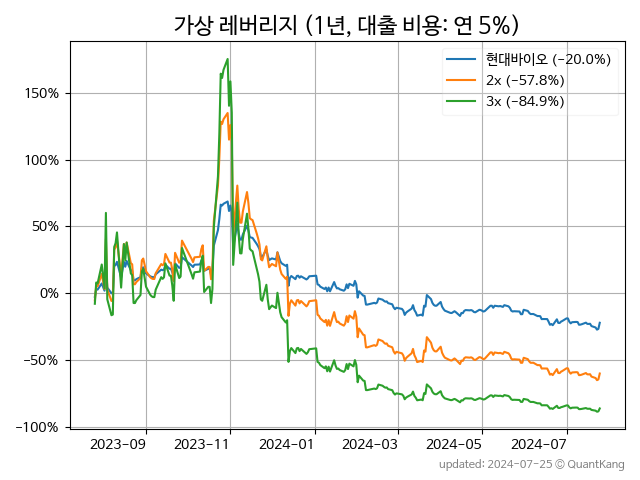 가상 레버리지 (1년, 대출 비용: 연 5%)
현대바이오 (-20.0%)
2x (-57.8%)
3x (-84.9%)
150%
100%
50%
0%
−50%
−100%
2023-09
2023-11
2024-01
2024-03
2024-05
2024-07
updated: 2024-07-25 © QuantKang